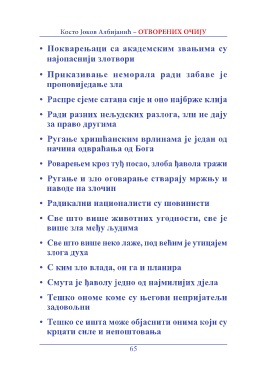 Косто Јовов Албијанић – ОТВОРЕНИХ ОЧИЈУ
• Покварењаци са академским звањима су
најопаснији злотвори
• Приказивање неморала ради забаве је
проповиједање зла
• Распре сјеме сатана сије и оно најбрже клија
• Ради разних нељудских разлога, зли не дају
за право другима
• Ругање хришћанским врлинама је један од
начина одвраћања од Бога
• Роварењем кроз туђ посао, злоба ђавола тражи
• Ругање и зло оговарање стварају мржњу и
наводе на злочин
• Радикални националисти су шовинисти
• Све што више животних угодности, све је
више зла међу људима
• Све што више неко лаже, под већим је утицајем
злога духа
• С ким зло влада, он га и планира
• Смутa је ђаволу једно од најмилијих дјела
• Тешко ономе коме су његови непријатељи
задовољни
• Тешко се ишта може објаснити онима који су
крцати силе и непоштовања
65